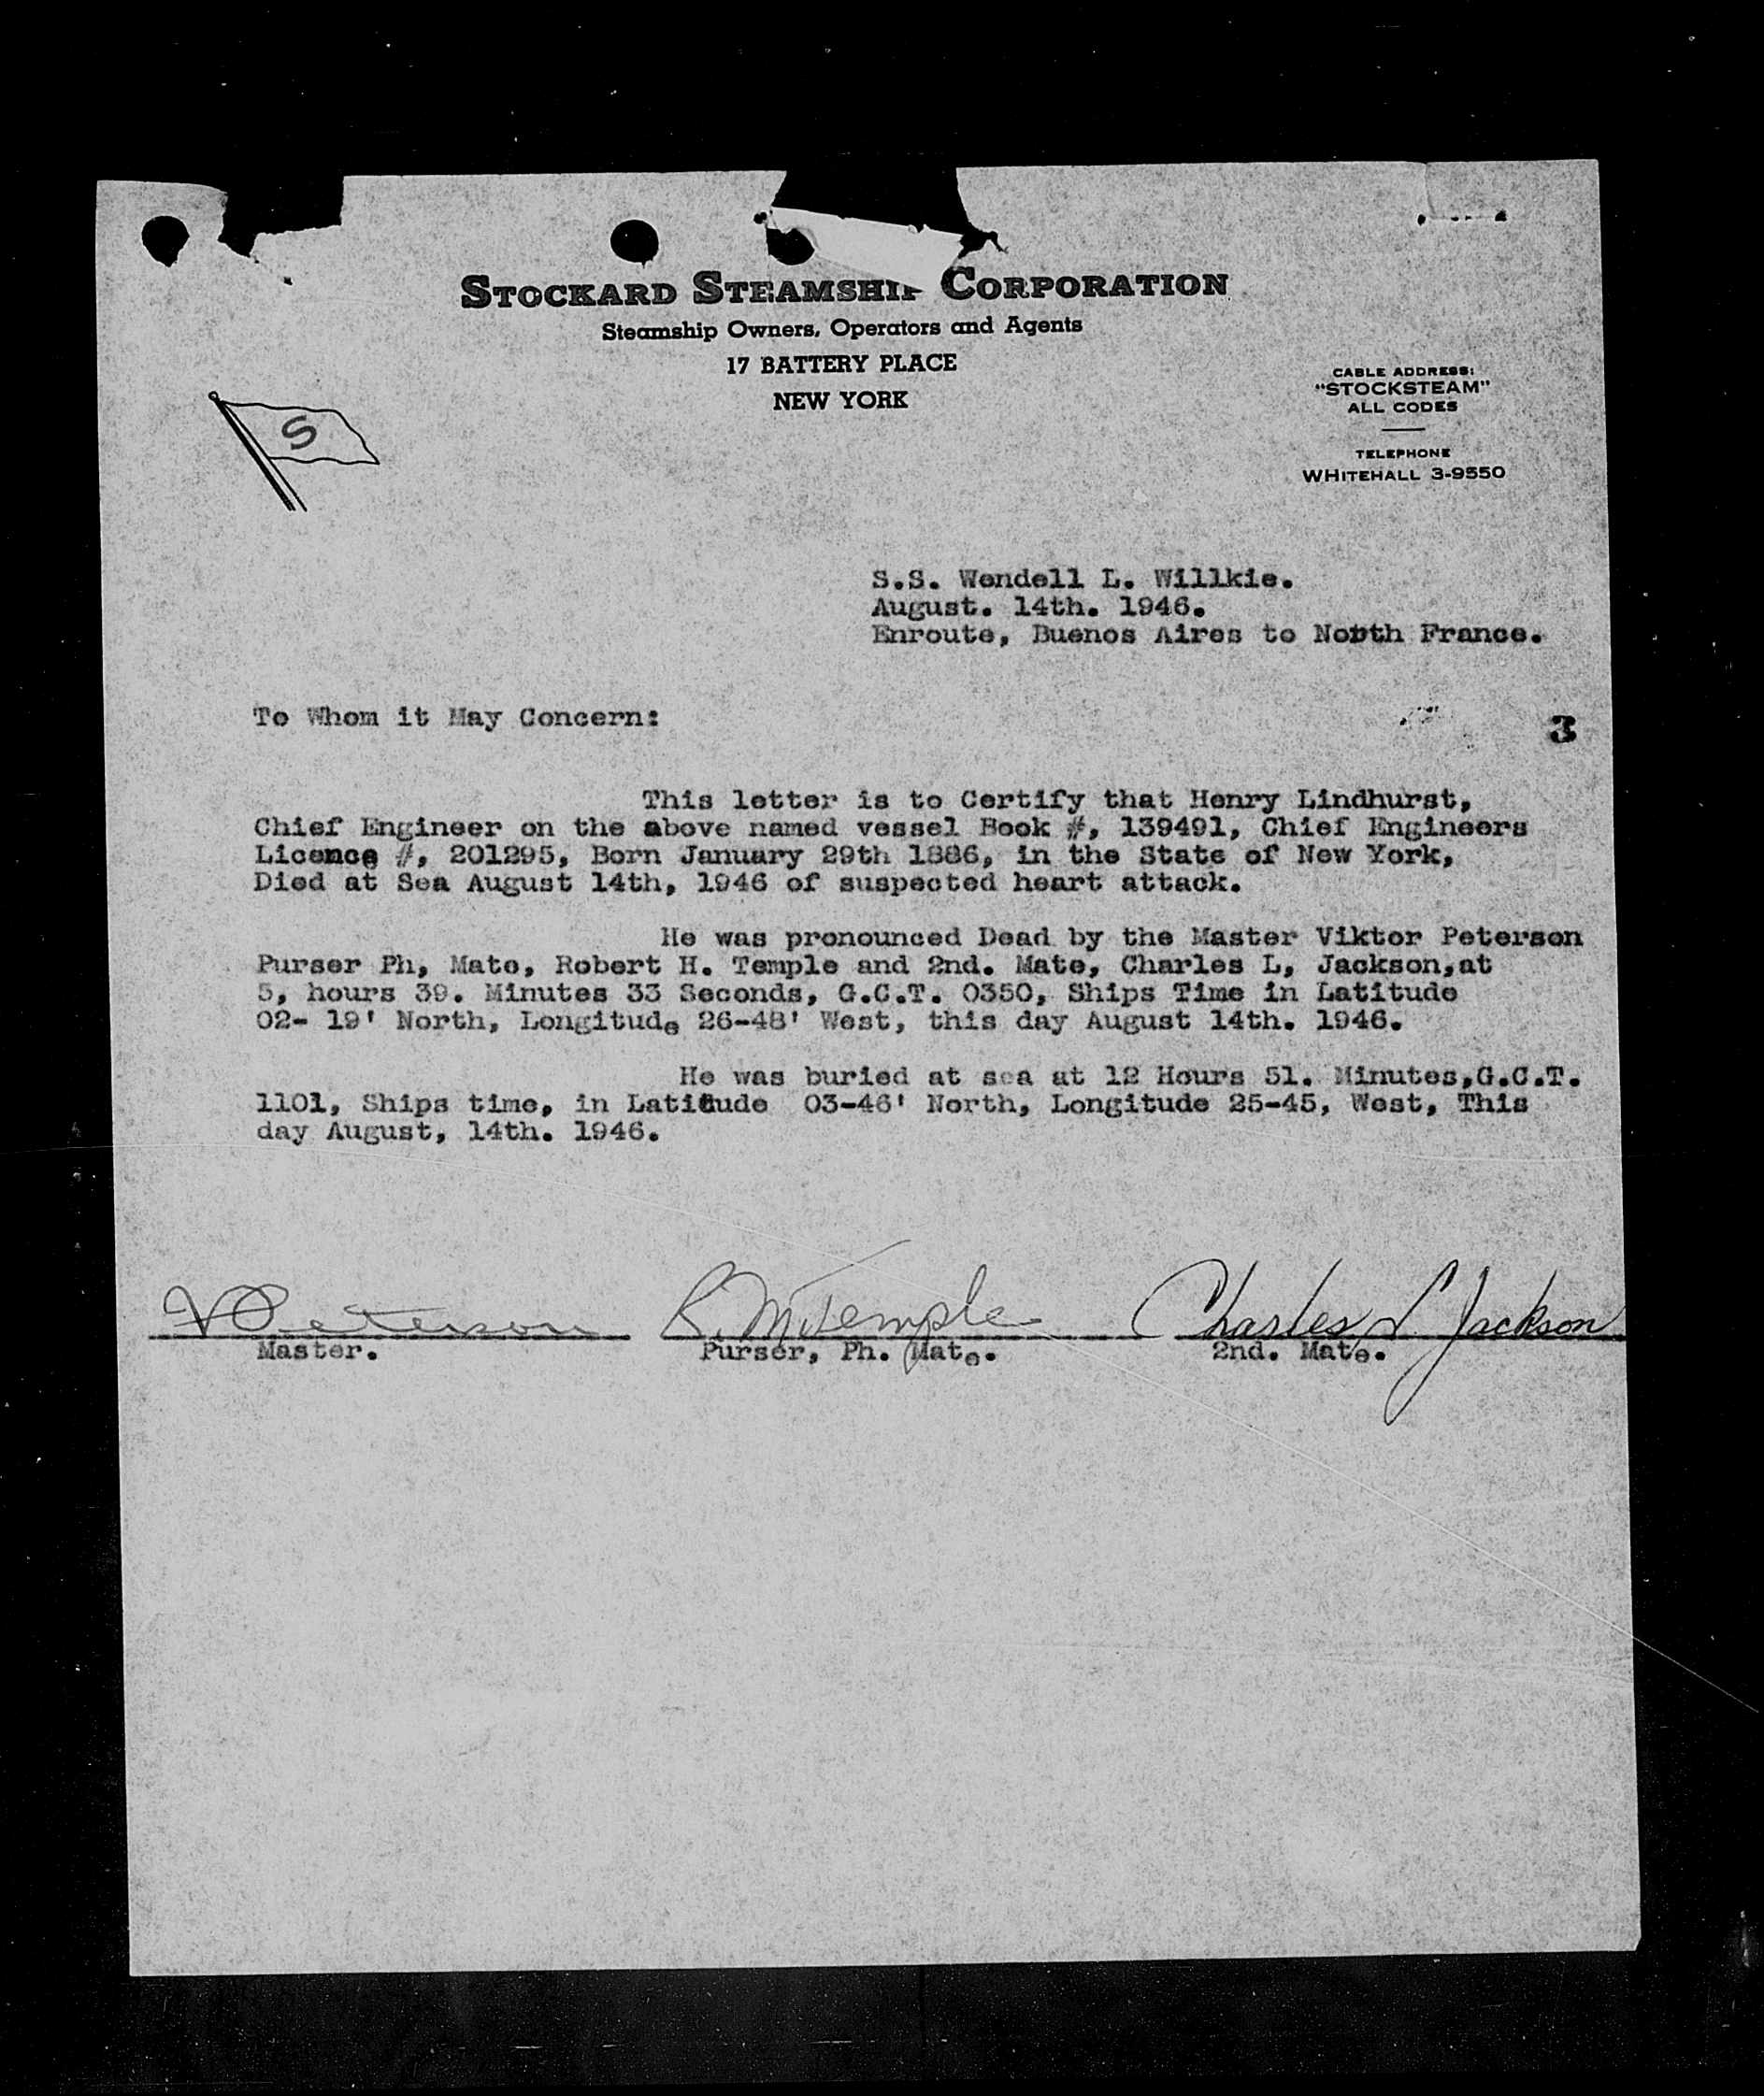 STOCKARD STEAMSHIP CORPORATION
Steamship Owners, Operators and Agents
17 BATTERY PLACE
NEW YORK
CABLE ADDRESS:
"STOCKSTEAM"
ALL CODES
TELEPHONE
WHITEHALL 3-9550
S
S.S. Wendell L. Willkie.
August. 14th. 1946.
Enroute, Buenos Aires to North France.
To Whom it May Concern:
3
This letter is to Certify that Henry Lindhurst,
Chief Engineer on the above named vessel Book #, 139491, Chief Engineers
Licence #, 201295, Born January 29th 1886, in the State of New York,
Died at Sea August 14th, 1946 of suspected heart attack.
He was pronounced Dead by the Master Viktor Peterson
Purser Ph, Mate, Robert H. Temple and 2nd. Mate, Charles L, Jackson,at
5, hours 39. Minutes 33 Seconds, G.C.T. 0350, Ships Time in Latitude
02- 19' North, Longitude 26-48' West, this day August 14th. 1946.
He was buried at sea at 12 Hours 51. Minutes,G.C.T.
1101, Ships time, in Latitude 03-46' North, Longitude 25-45, West, This
day August, 14th. 1946.
V Peterson R. M. Temple Charles L. Jackson
Master. Purser, Ph. Mate. 2nd. Mate.